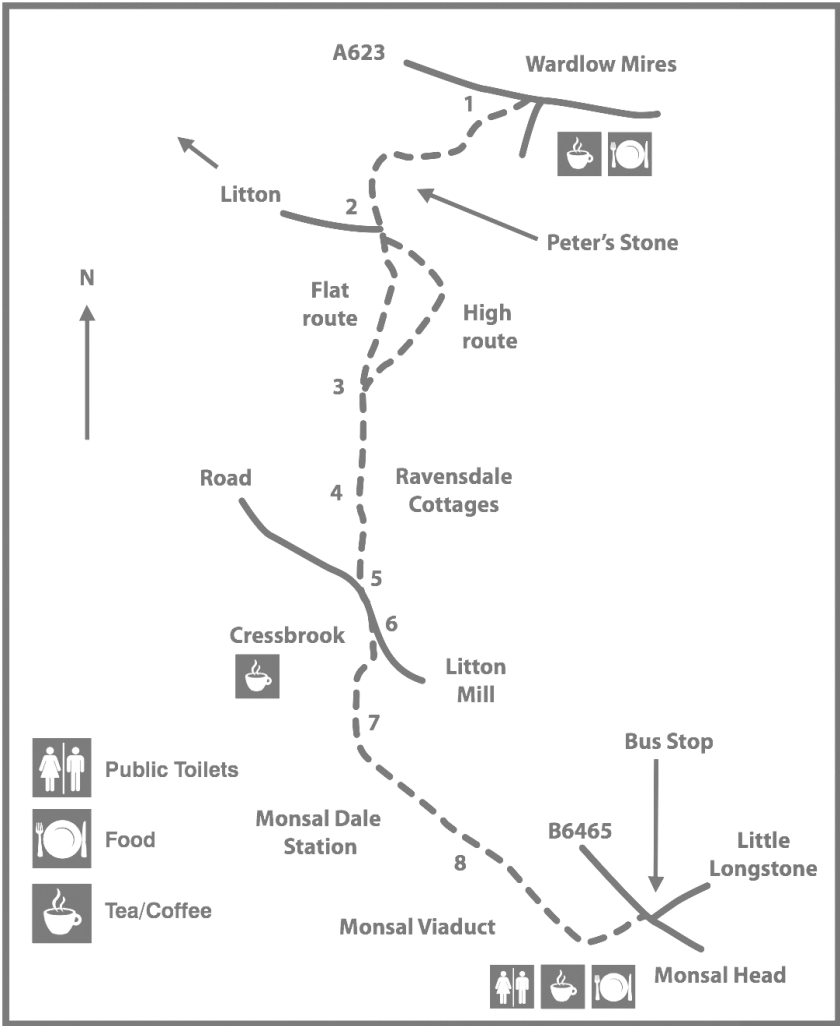 A623
Wardlow Mires
1
Litton
2
Peter's Stone
N
Flat
route
High
route
3
Road
4
Ravensdale
Cottages
5
6
Cressbrook
Litton
Mill
7
Bus Stop
Public Toilets
Monsal Dale
Station
B6465
Little
Longstone
Food
8
Tea/Coffee
Monsal Viaduct
Monsal Head